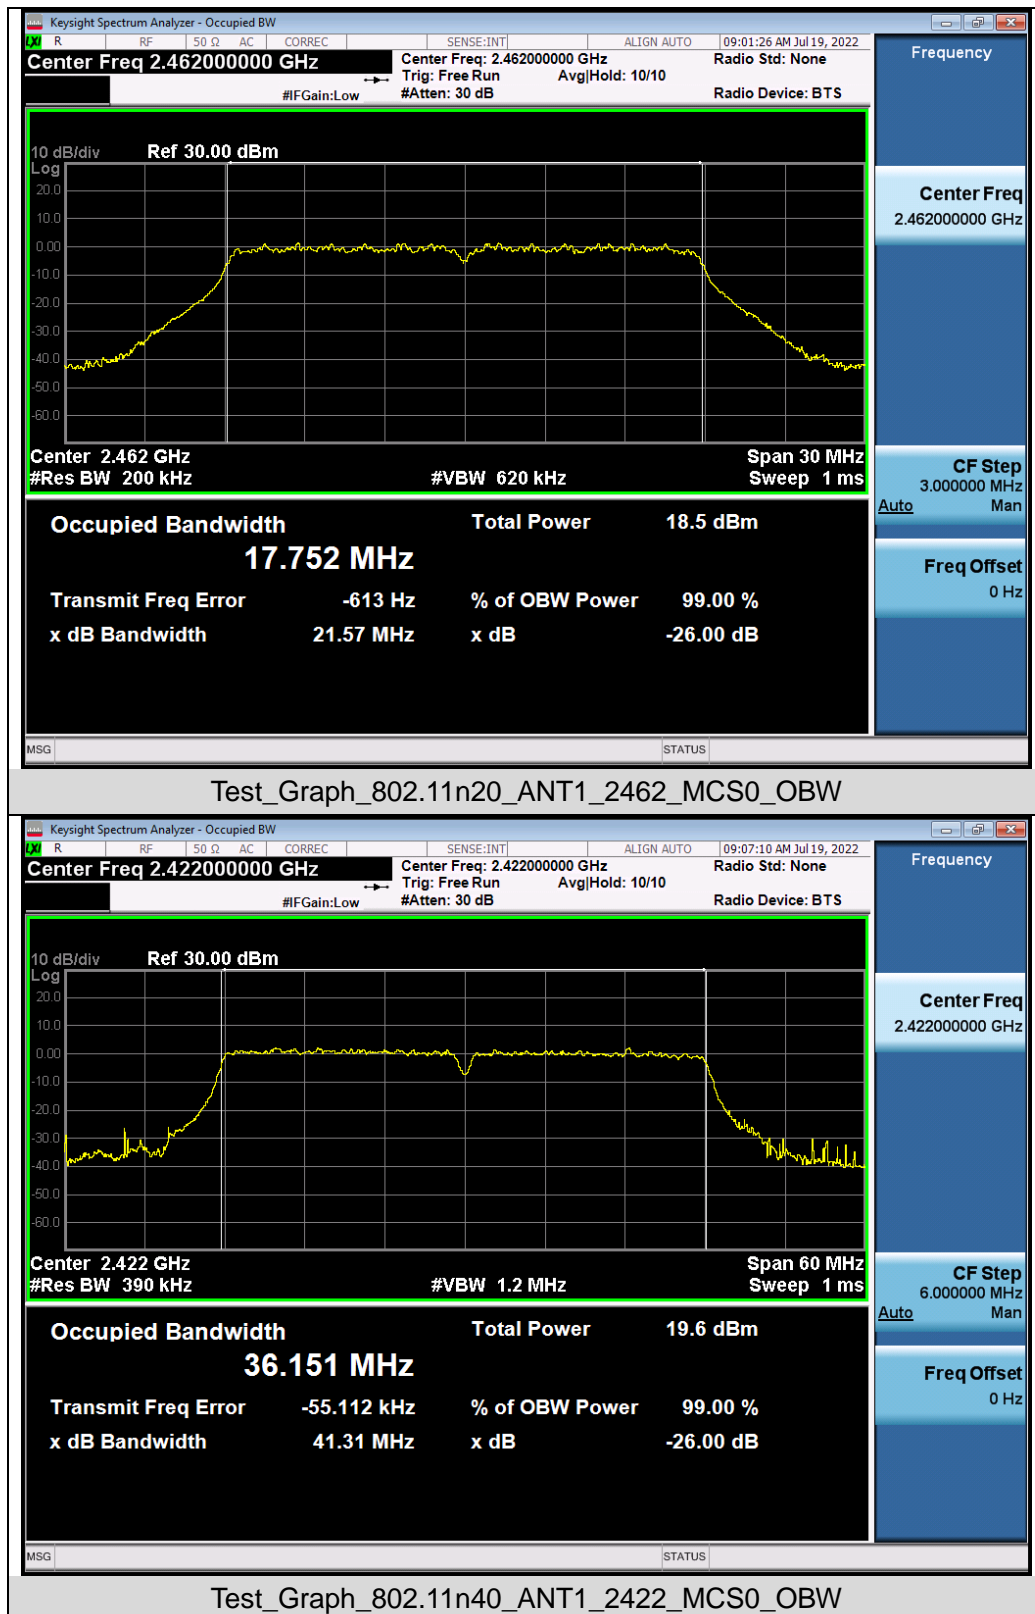 Keysight Spectrum Analyzer - Occupied BW
LXI R RF 50 Ω AC CORREC SENSE:INT ALIGN AUTO 09:01:26 AM Jul 19, 2022
Center Freq 2.462000000 GHz
Center Freq: 2.462000000 GHz
Radio Std: None
Trig: Free Run Avg|Hold: 10/10
#IFGain:Low
#Atten: 30 dB
Radio Device: BTS
10 dB/div Ref 30.00 dBm
Log
20.0
10.0
0.00
-10.0
-20.0
-30.0
-40.0
-50.0
-60.0
Center 2.462 GHz Span 30 MHz
#Res BW 200 kHz #VBW 620 kHz Sweep 1 ms
Occupied Bandwidth Total Power 18.5 dBm
17.752 MHz
Transmit Freq Error -613 Hz % of OBW Power 99.00 %
x dB Bandwidth 21.57 MHz x dB -26.00 dB
MSG STATUS
Frequency
Center Freq
2.462000000 GHz
CF Step
3.000000 MHz
Auto Man
Freq Offset
0 Hz
Test_Graph_802.11n20_ANT1_2462_MCS0_OBW
Keysight Spectrum Analyzer - Occupied BW
LXI R RF 50 Ω AC CORREC SENSE:INT ALIGN AUTO 09:07:10 AM Jul 19, 2022
Center Freq 2.422000000 GHz
Center Freq: 2.422000000 GHz
Radio Std: None
Trig: Free Run Avg|Hold: 10/10
#IFGain:Low
#Atten: 30 dB
Radio Device: BTS
10 dB/div Ref 30.00 dBm
Log
20.0
10.0
0.00
-10.0
-20.0
-30.0
-40.0
-50.0
-60.0
Center 2.422 GHz Span 60 MHz
#Res BW 390 kHz #VBW 1.2 MHz Sweep 1 ms
Occupied Bandwidth Total Power 19.6 dBm
36.151 MHz
Transmit Freq Error -55.112 kHz % of OBW Power 99.00 %
x dB Bandwidth 41.31 MHz x dB -26.00 dB
MSG STATUS
Frequency
Center Freq
2.422000000 GHz
CF Step
6.000000 MHz
Auto Man
Freq Offset
0 Hz
Test_Graph_802.11n40_ANT1_2422_MCS0_OBW